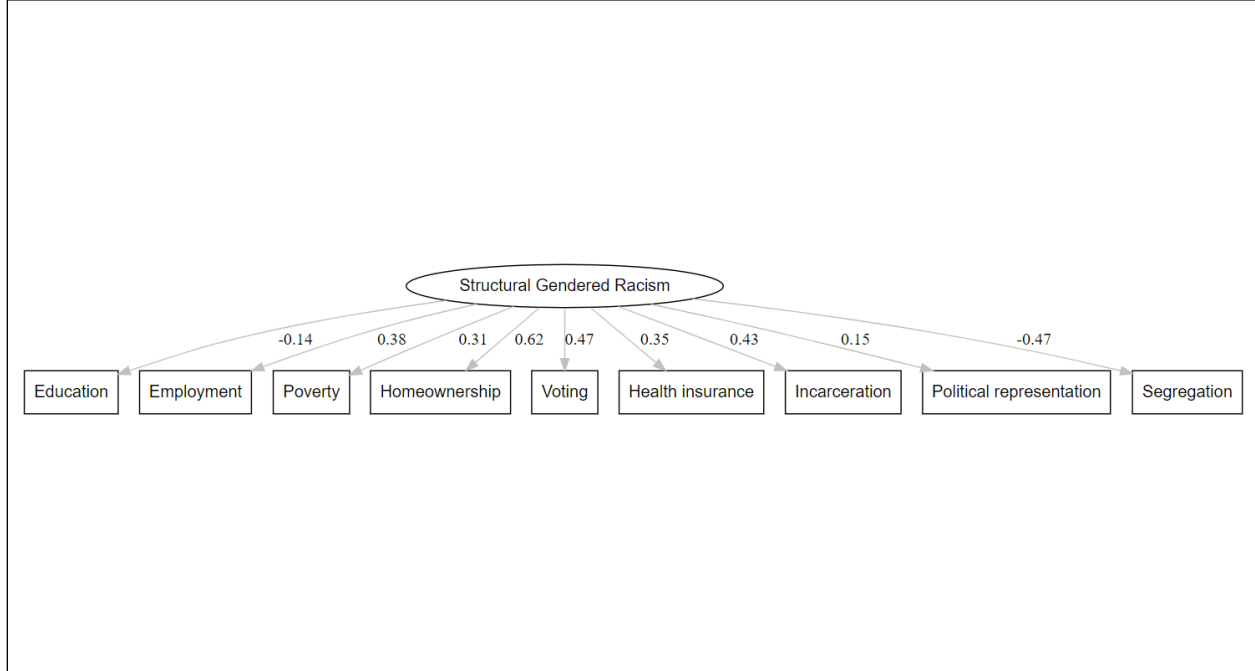 Structural Gendered Racism
-0.14 0.38 0.31 0.62 0.47 0.35 0.43 0.15 -0.47
Education Employment Poverty Homeownership Voting Health insurance Incarceration Political representation Segregation